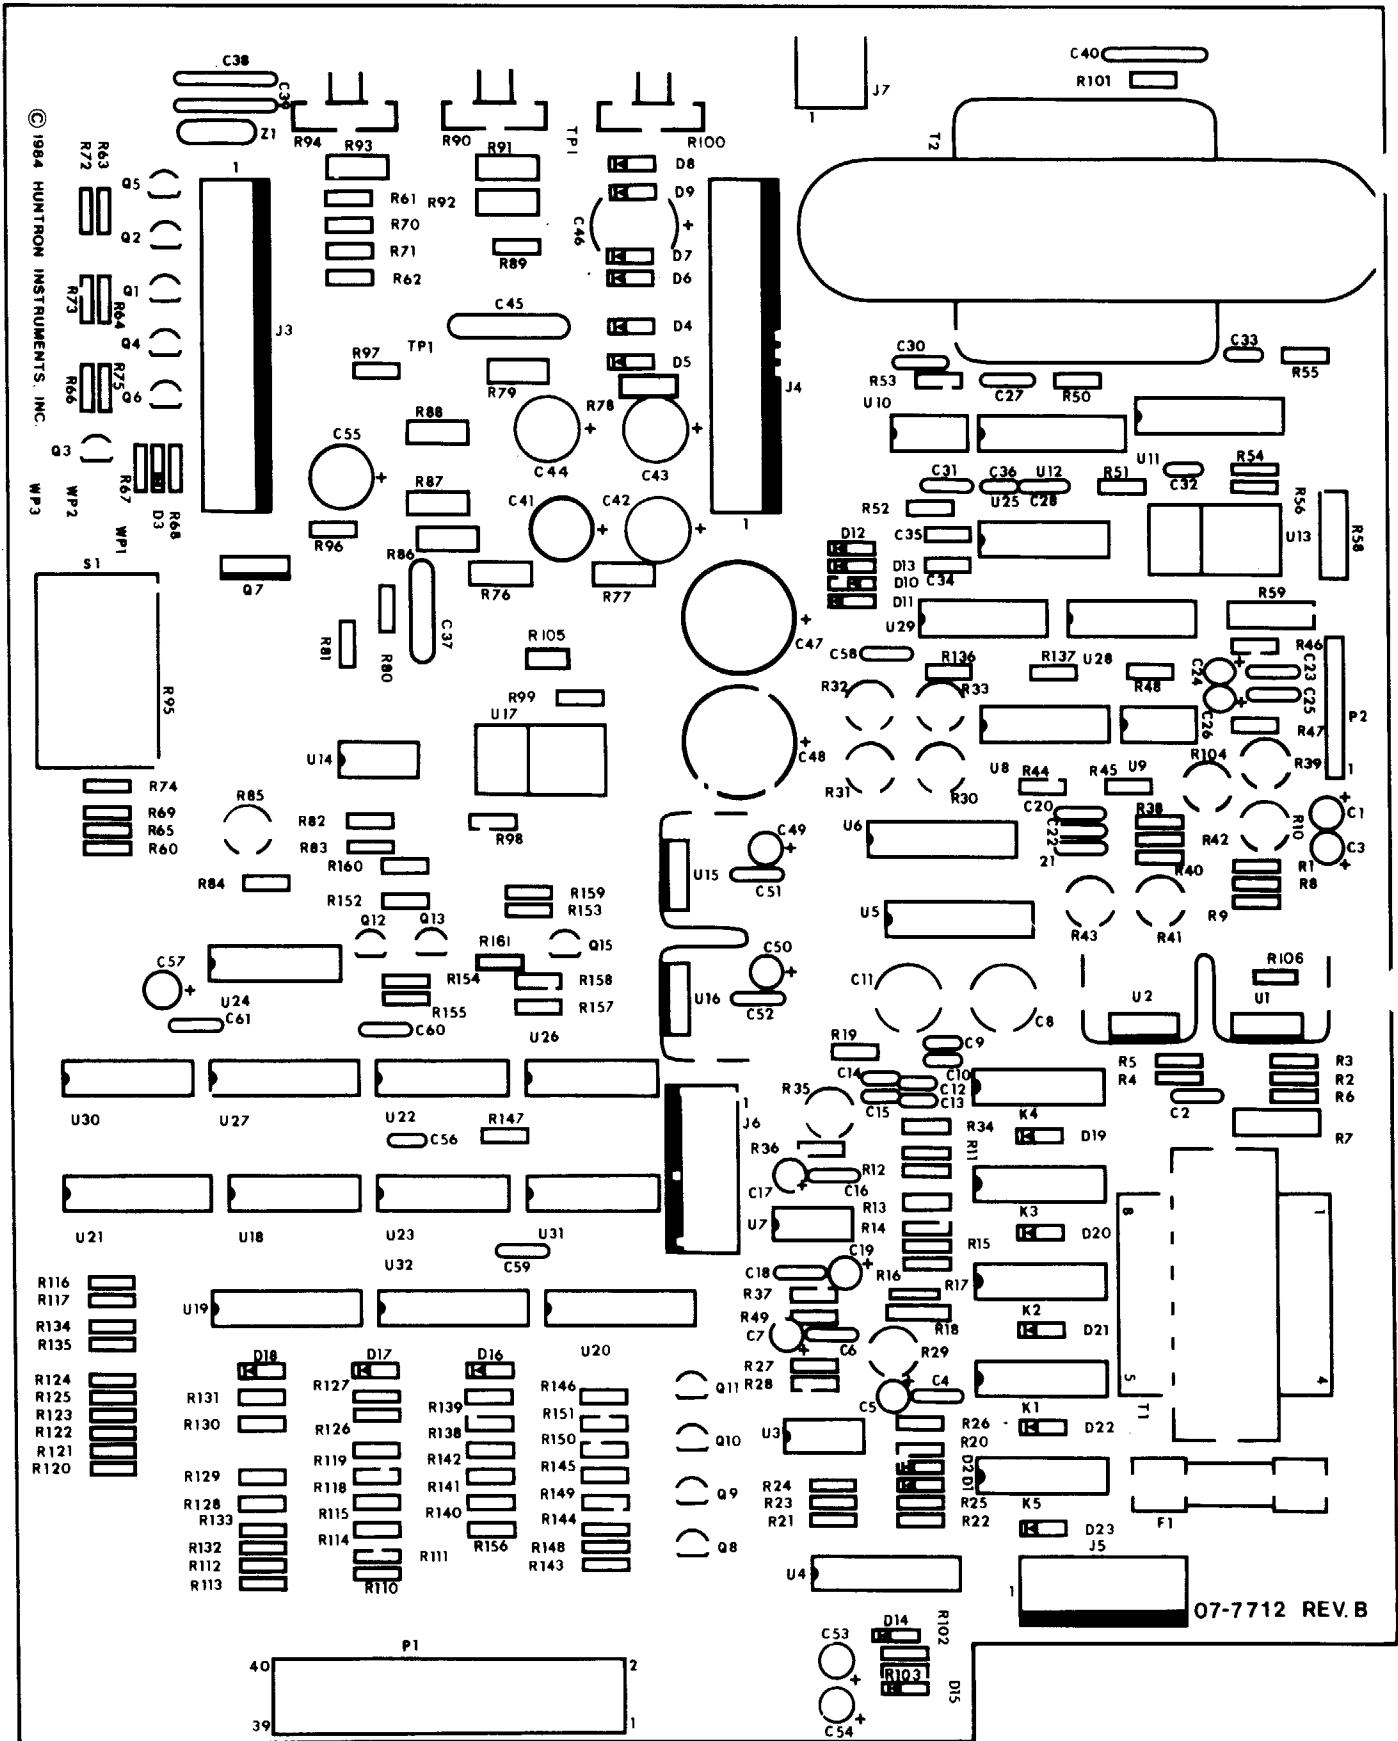 C38
C39
Z1
© 1984 HUNTRON INSTRUMENTS, INC.
R94
R90
TP1
R100
J7
1
C40
R101
T2
R72
R63
Q5
1
R93
R91
D8
R61
R92
D9
Q2
R70
C46
+
R71
R89
D7
R62
D6
Q1
R73
R64
J3
C45
D4
Q4
R97
TP1
D5
C30
C33
R55
R66
R75
Q6
R79
R78
J4
R53
C27
R50
U10
Q3
C55
+
R88
C44
+
C43
+
U11
R54
R67
D3
R68
C31
C36
U12
R51
C32
WP3
WP2
WP1
R87
C41
+
C42
+
1
R52
U25
C28
R56
R96
R86
D12
C35
U13
R58
S1
Q7
R76
R77
D13
C34
D10
D11
R59
R81
R80
C37
R105
C47
+
U29
C58
R136
R137
U28
R48
R46
C24
+
C23
R95
R99
R32
R33
C26
+
C25
P2
U17
R47
U14
C48
+
U8
R44
R45
U9
R104
R39
1
R74
R31
R30
R85
R82
C20
R38
C1
+
R69
R83
R98
U6
C22
R42
R10
R65
R160
C49
+
21
R40
R1
C3
+
R60
U15
C51
R8
R84
R152
R159
R153
U5
R9
Q12
Q13
R43
R41
C57
+
R161
Q15
C50
+
R106
U24
R154
R158
C11
U2
U1
C61
R155
R157
U16
C52
C8
C60
U26
R19
C9
R5
R3
C14
C10
R4
R2
R35
C12
R6
U30
U27
U22
R147
1
C15
C13
C2
C56
J6
K4
R7
R36
R34
D19
R11
C17
+
R12
C16
R13
K3
8
1
U21
U18
U23
U31
U7
R14
D20
C59
C19
+
R15
U32
C18
R16
R116
R37
R17
R117
U19
R49
K2
R134
C7
+
C6
R18
D21
R135
D18
D17
D16
U20
R27
R29
R124
R127
R146
Q11
R28
+
C4
5
4
R125
R131
R139
C5
K1
T1
R123
R130
R126
R138
R151
R26
D22
R122
R150
Q10
U3
R20
R121
R119
R142
D2
R120
R129
R118
R141
R145
R24
D1
R128
R115
R140
R149
Q9
R23
R25
K5
R133
R144
R21
R22
F1
R114
D23
R132
R111
R156
R148
Q8
J5
R112
R143
U4
R113
R110
1
07-7712 REV. B
D14
R102
C53
+
P1
40
2
R103
D15
39
1
C54
+